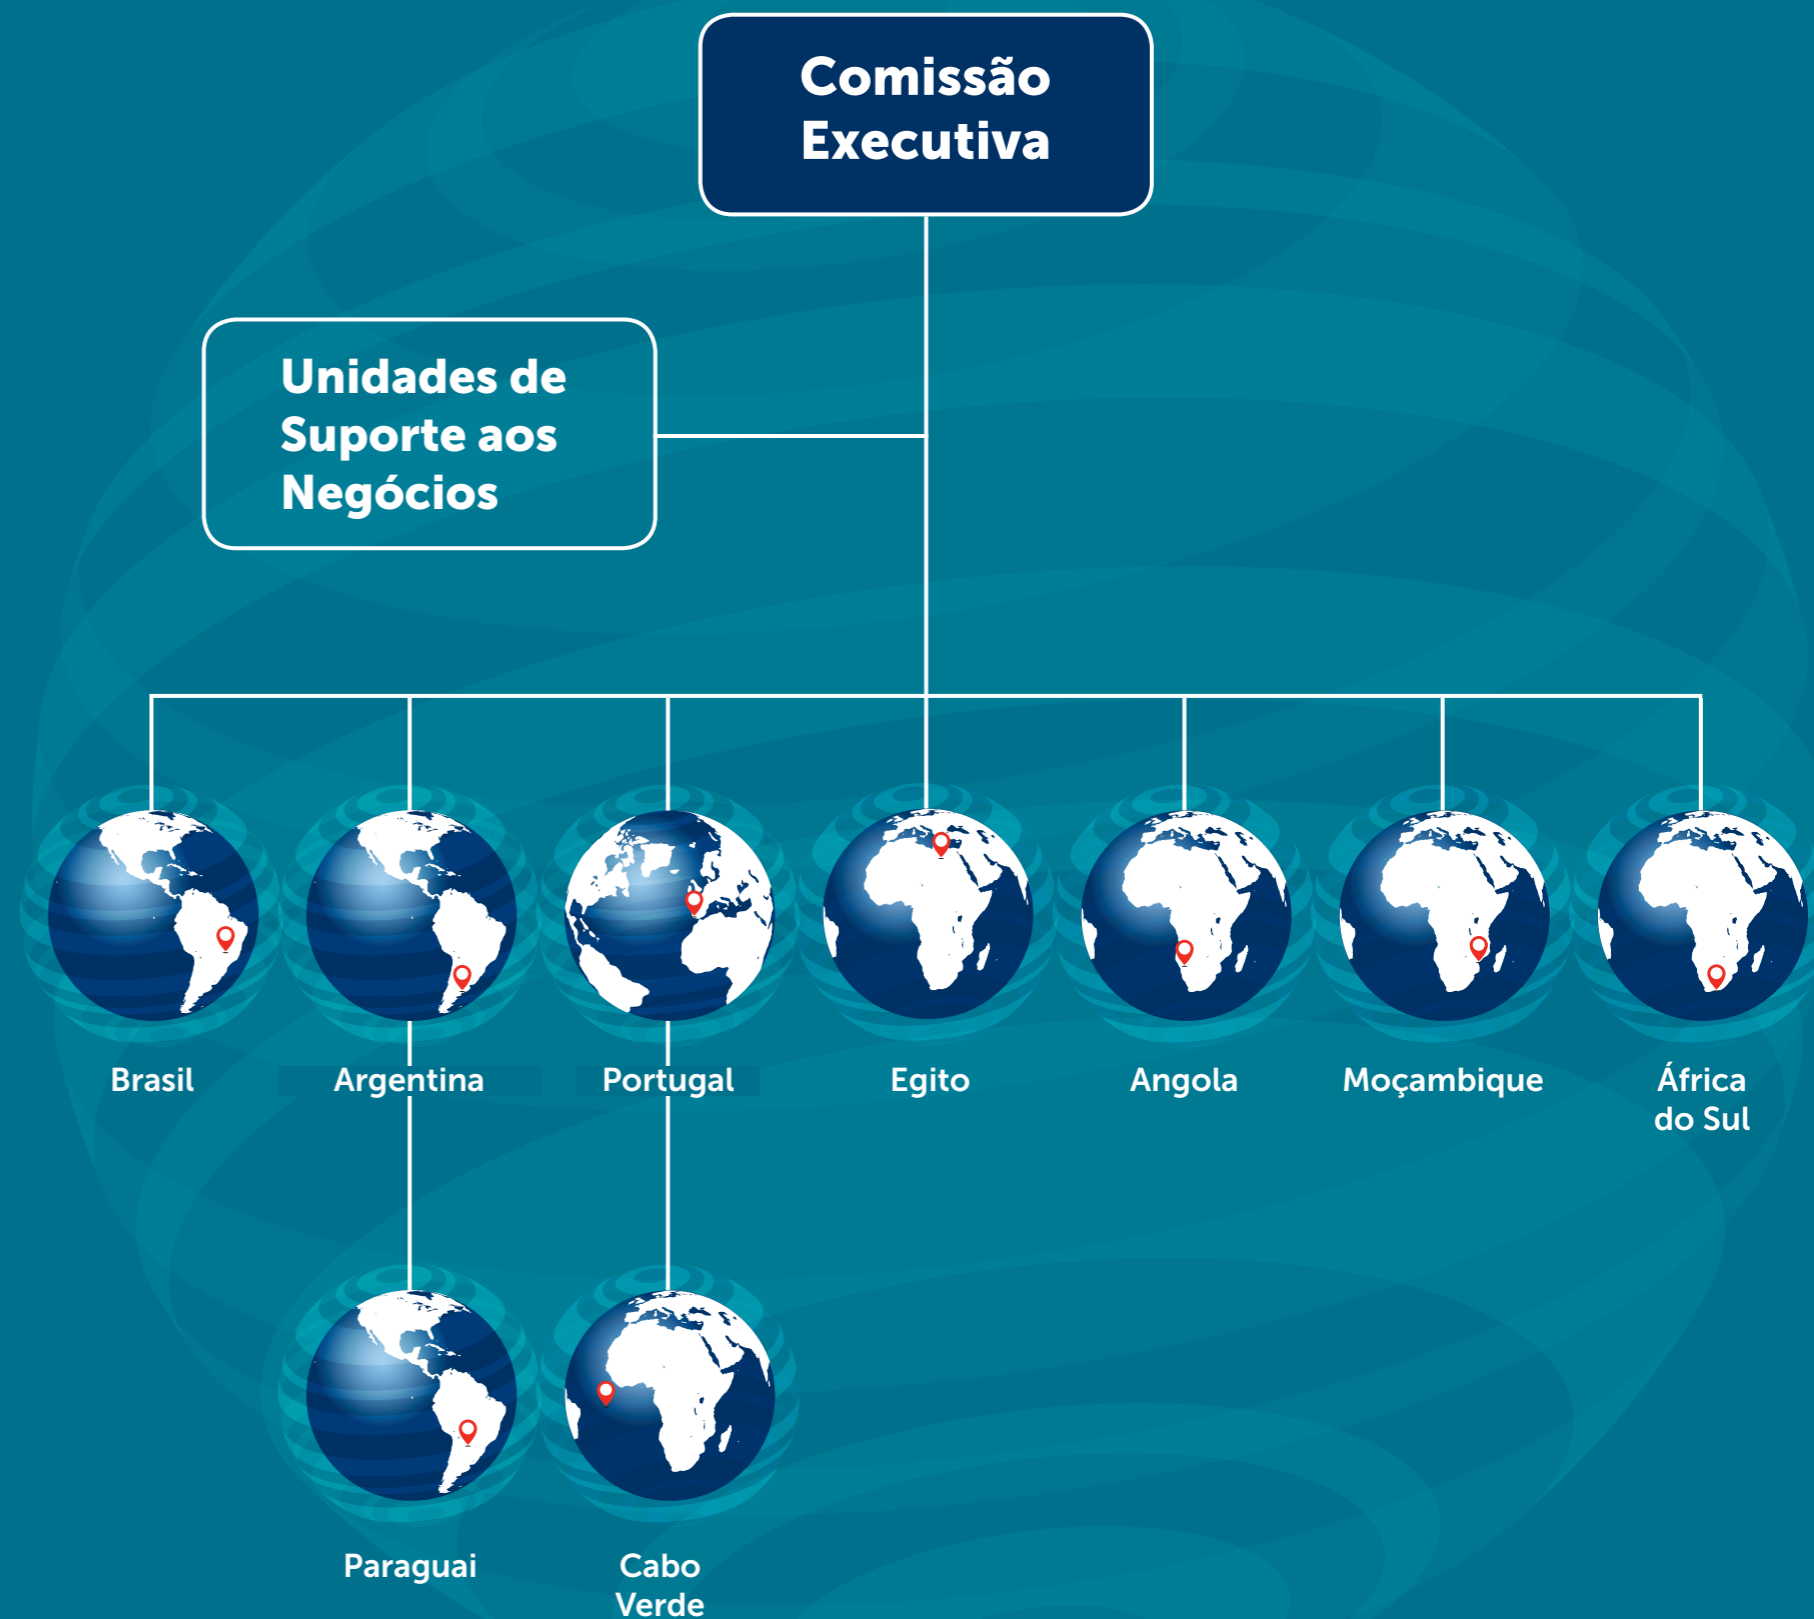 Comissão
Executiva
Unidades de
Suporte aos
Negócios
Brasil
Argentina
Portugal
Egito
Angola
Moçambique
África
do Sul
Paraguai
Cabo
Verde